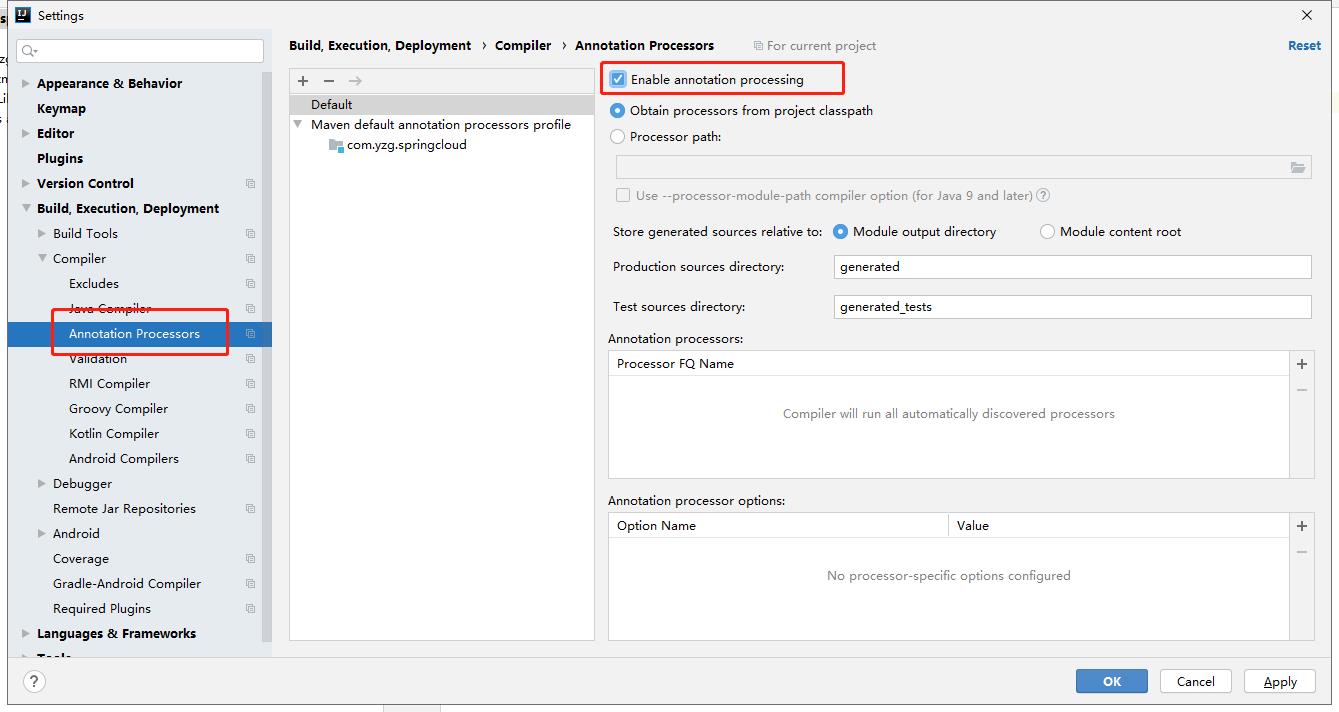 Settings
Build, Execution, Deployment › Compiler › Annotation Processors For current project Reset
Appearance & Behavior
Keymap
Editor
Plugins
Version Control
Build, Execution, Deployment
Build Tools
Compiler
Excludes
Java Compiler
Annotation Processors
Validation
RMI Compiler
Groovy Compiler
Kotlin Compiler
Android Compilers
Debugger
Remote Jar Repositories
Android
Coverage
Gradle-Android Compiler
Required Plugins
Languages & Frameworks
Tools
Default
Maven default annotation processors profile
com.yzg.springcloud
Enable annotation processing
Obtain processors from project classpath
Processor path:
Use --processor-module-path compiler option (for Java 9 and later) ?
Store generated sources relative to: Module output directory Module content root
Production sources directory: generated
Test sources directory: generated_tests
Annotation processors:
Processor FQ Name
Compiler will run all automatically discovered processors
Annotation processor options:
Option Name Value
No processor-specific options configured
? OK Cancel Apply